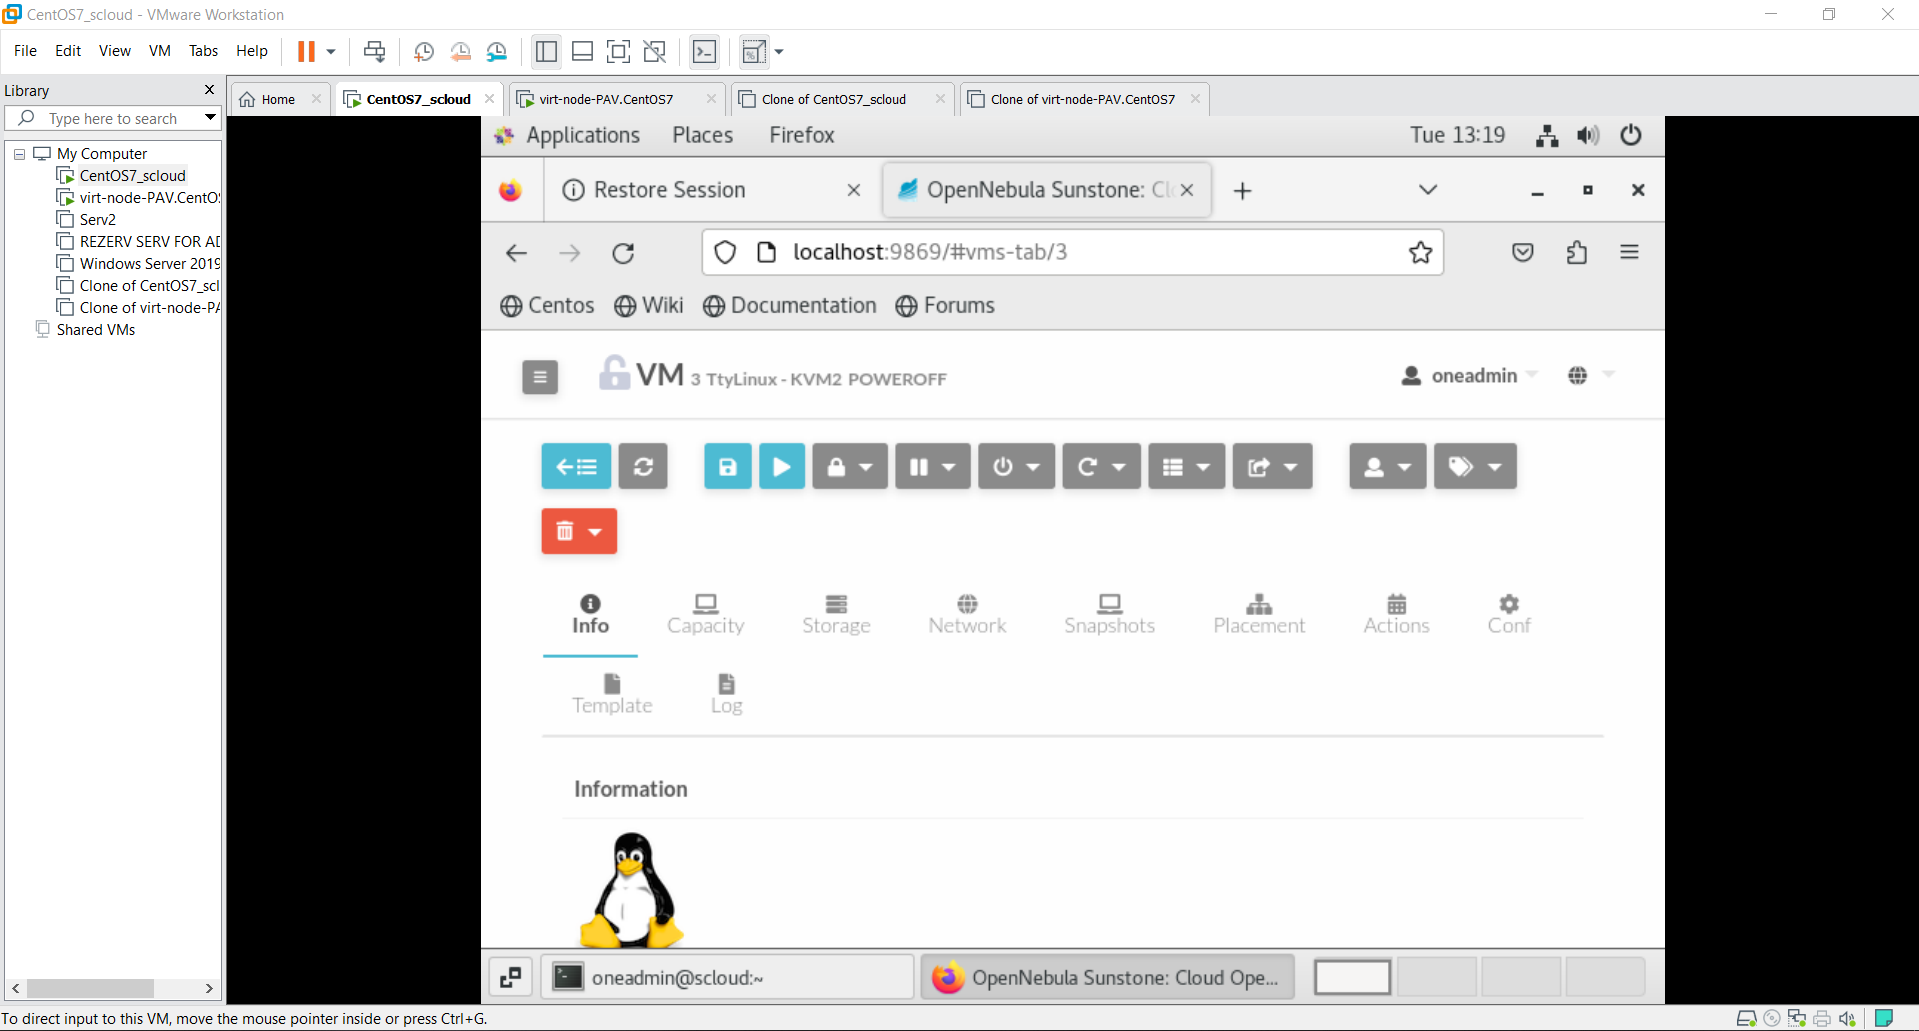 CentOS7_scloud - VMware Workstation
File Edit View VM Tabs Help
Library X
Home CentOS7_scloud virt-node-PAV.CentOS7 Clone of CentOS7_scloud Clone of virt-node-PAV.CentOS7
Type here to search
My Computer
CentOS7_scloud
virt-node-PAV.CentOS
Serv2
REZERV SERV FOR AD
Windows Server 2019
Clone of CentOS7_scl
Clone of virt-node-PA
Shared VMs
Applications Places Firefox Tue 13:19
Restore Session OpenNebula Sunstone: Cl
localhost:9869/#vms-tab/3
Centos Wiki Documentation Forums
VM 3 TtyLinux - KVM2 POWEROFF oneadmin
Info Capacity Storage Network Snapshots Placement Actions Conf
Template Log
Information
oneadmin@scloud:~ OpenNebula Sunstone: Cloud Ope...
To direct input to this VM, move the mouse pointer inside or press Ctrl+G.